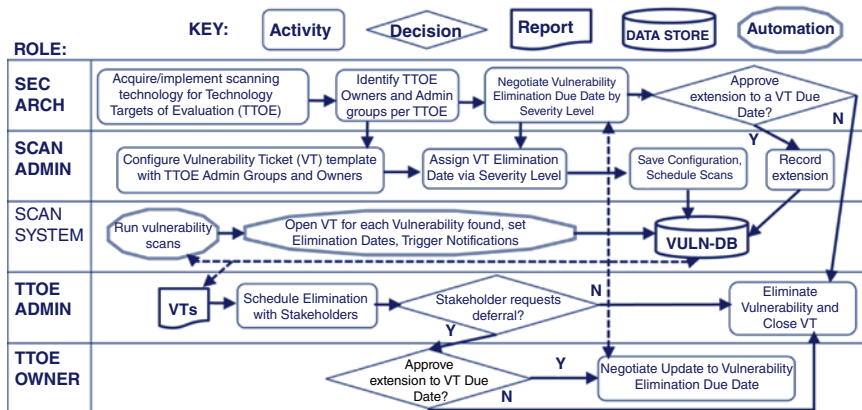 KEY:
Activity
Decision
Report
DATA STORE
Automation
ROLE:
SEC
ARCH
Acquire/implement scanning
technology for Technology
Targets of Evaluation (TTOE)
Identify TTOE
Owners and Admin
groups per TTOE
Negotiate Vulnerability
Elimination Due Date by
Severity Level
Approve
extension to a VT Due
Date?
N
Y
SCAN
ADMIN
Configure Vulnerability Ticket (VT) template
with TTOE Admin Groups and Owners
Assign VT Elimination
Date via Severity Level
Save Configuration,
Schedule Scans
Record
extension
SCAN
SYSTEM
Run vulnerability
scans
Open VT for each Vulnerability found, set
Elimination Dates, Trigger Notifications
VULN-DB
TTOE
ADMIN
VTs
Schedule Elimination
with Stakeholders
Stakeholder requests
deferral?
N
Y
Eliminate
Vulnerability and
Close VT
TTOE
OWNER
Approve
extension to VT Due
Date?
Y
N
Negotiate Update to Vulnerability
Elimination Due Date